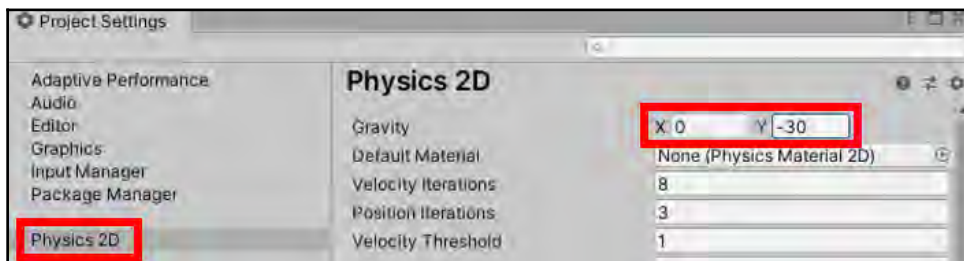 Project Settings
Adaptive Performance
Audio
Editor
Graphics
Input Manager
Package Manager
Physics 2D
Physics 2D
Gravity X 0 Y -30
Default Material None (Physics Material 2D)
Velocity Iterations 8
Position Iterations 3
Velocity Threshold 1